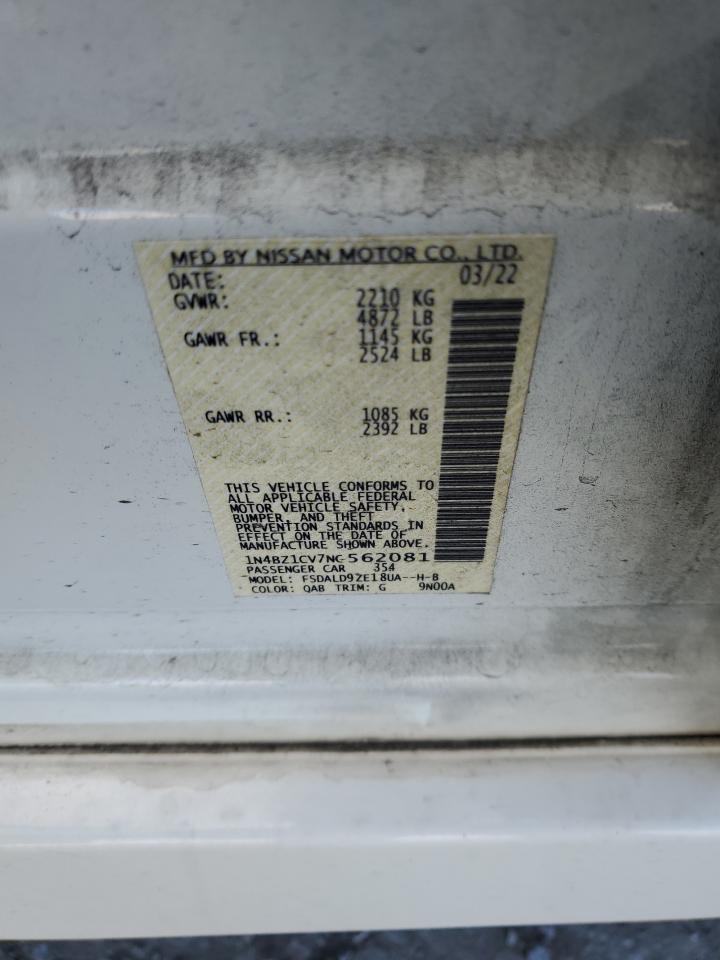 MFD BY NISSAN MOTOR CO., LTD.
DATE: 03/22
GVWR: 2210 KG
4872 LB
GAWR FR.: 1145 KG
2524 LB
GAWR RR.: 1085 KG
2392 LB
THIS VEHICLE CONFORMS TO
ALL APPLICABLE FEDERAL
MOTOR VEHICLE SAFETY,
BUMPER, AND THEFT
PREVENTION STANDARDS IN
EFFECT ON THE DATE OF
MANUFACTURE SHOWN ABOVE.
1N4BZ1CV7NC562081
PASSENGER CAR 354
MODEL: FSDALD9ZE18UA--H-B
COLOR: QAB TRIM: G 9N00A